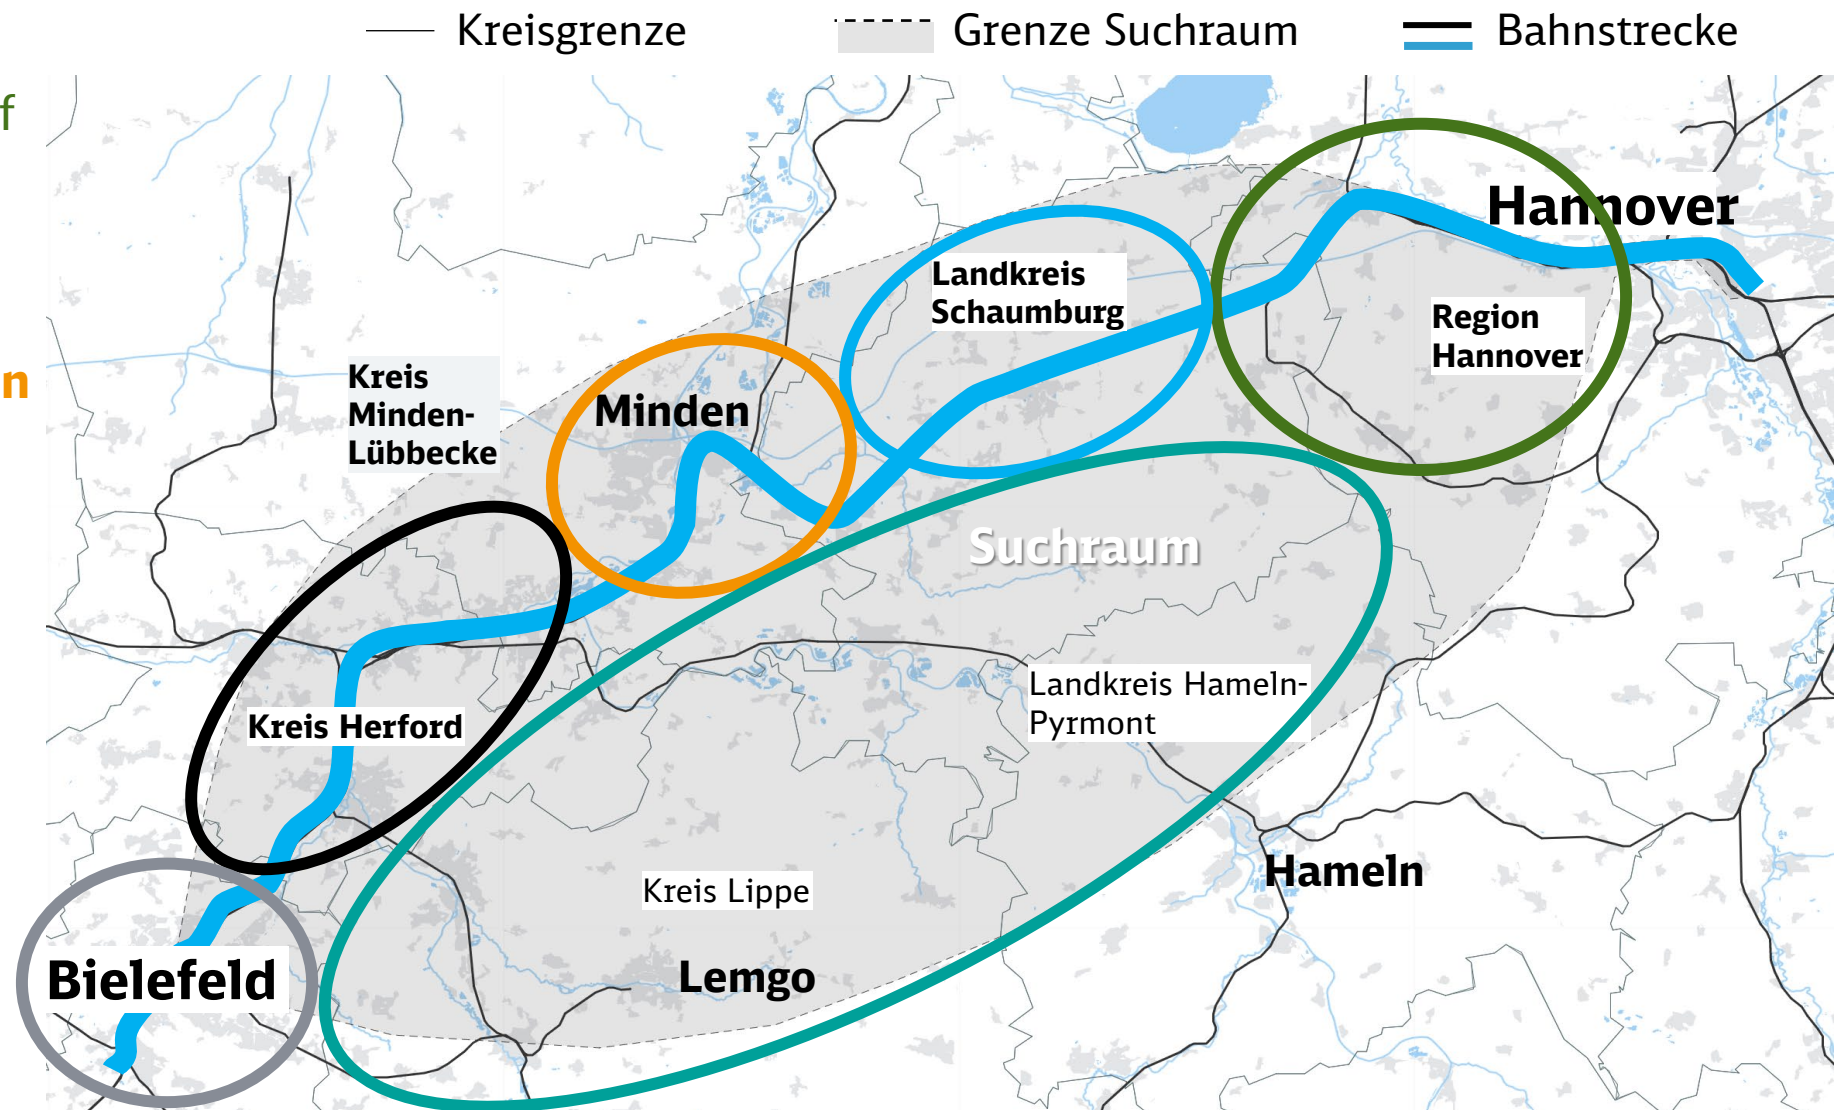 Kreisgrenze
Grenze Suchraum
Bahnstrecke
f
Hannover
Landkreis
Schaumburg
Region
Hannover
n
Kreis
Minden-
Lübbecke
Minden
Suchraum
Landkreis Hameln-
Pyrmont
Kreis Herford
Hameln
Kreis Lippe
Lemgo
Bielefeld